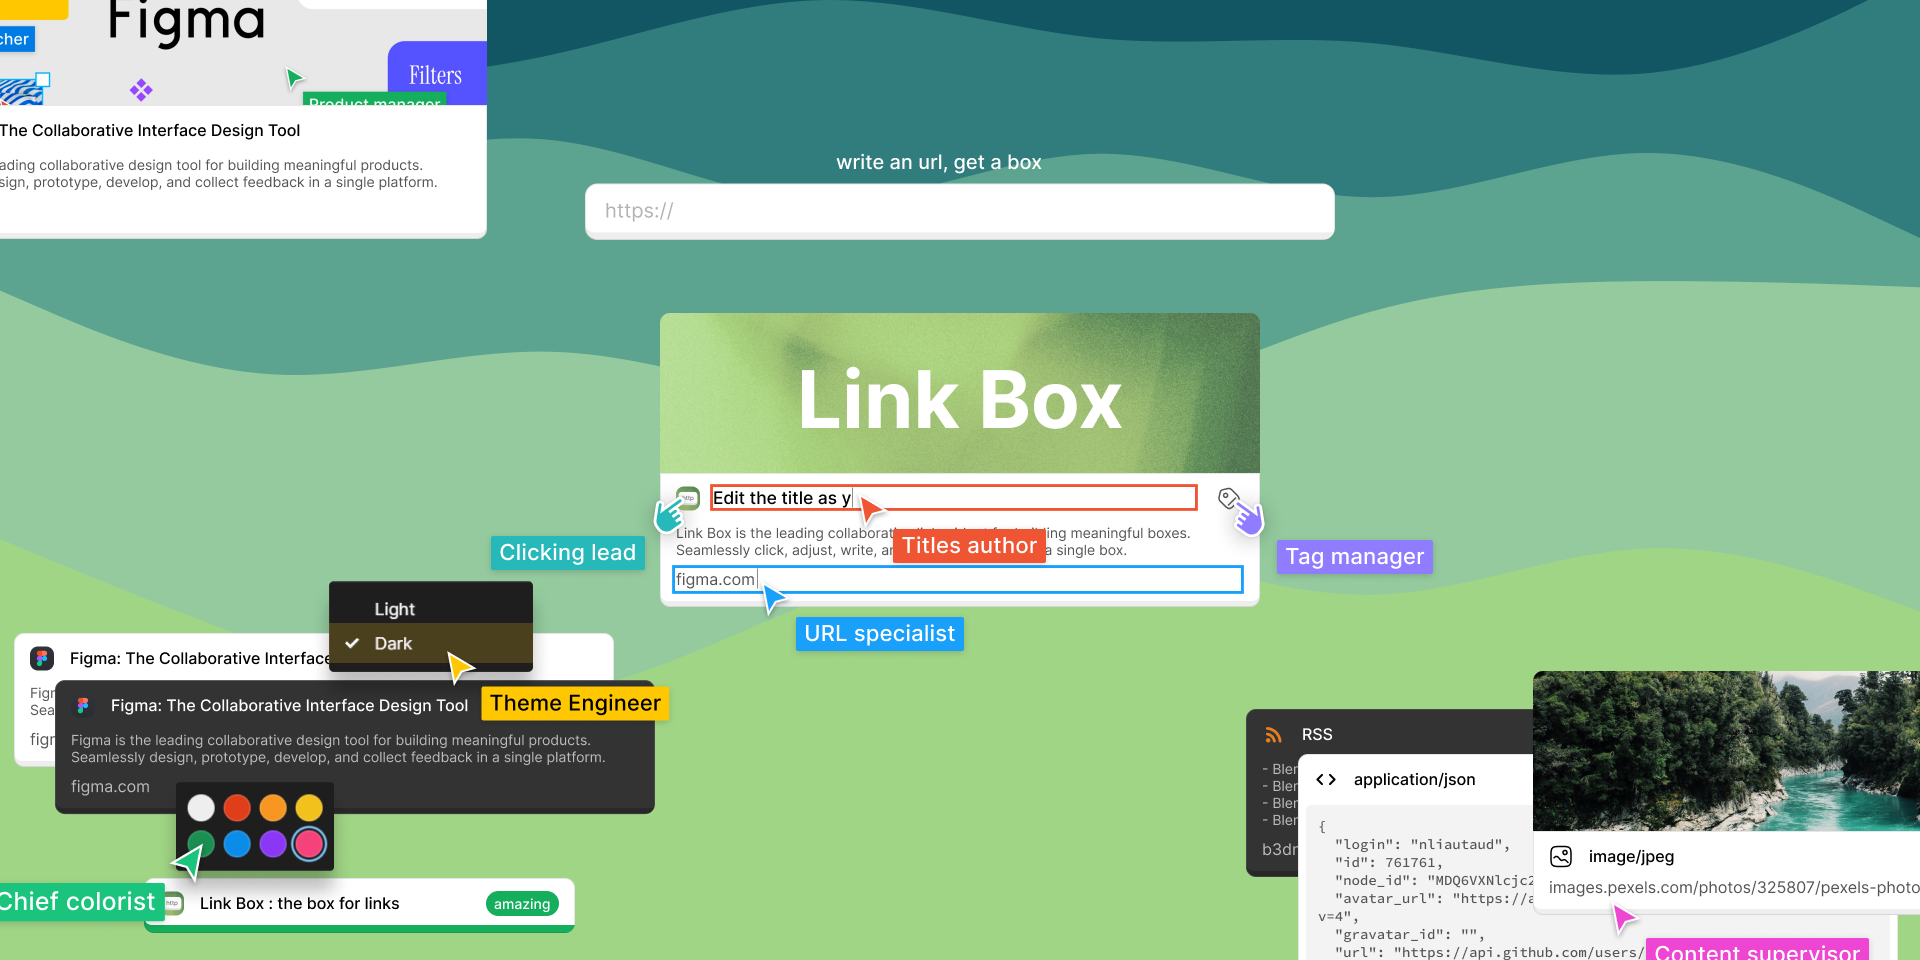 Figma
cher
Filters
Product manager
The Collaborative Interface Design Tool
ading collaborative design tool for building meaningful products.
sign, prototype, develop, and collect feedback in a single platform.
write an url, get a box
https://
Link Box
http
Edit the title as y
Link Box is the leading collaborat
ing meaningful boxes.
Seamlessly click, adjust, write, an
a single box.
figma.com
Clicking lead
Titles author
Tag manager
URL specialist
Light
Dark
Theme Engineer
Figma: The Collaborative Interface
Figr
Sea
figr
Figma: The Collaborative Interface Design Tool
Figma is the leading collaborative design tool for building meaningful products.
Seamlessly design, prototype, develop, and collect feedback in a single platform.
figma.com
Chief colorist
http
Link Box : the box for links
amazing
RSS
- Bler
- Bler
- Bler
- Bler
b3dr
application/json
{
"login": "nliautaud",
"id": 761761,
"node_id": "MDQ6VXNlcjc2
"avatar_url": "https://a
v=4",
"gravatar_id": "",
"url": "https://api.github.com/users/
image/jpeg
images.pexels.com/photos/325807/pexels-photo
Content supervisor